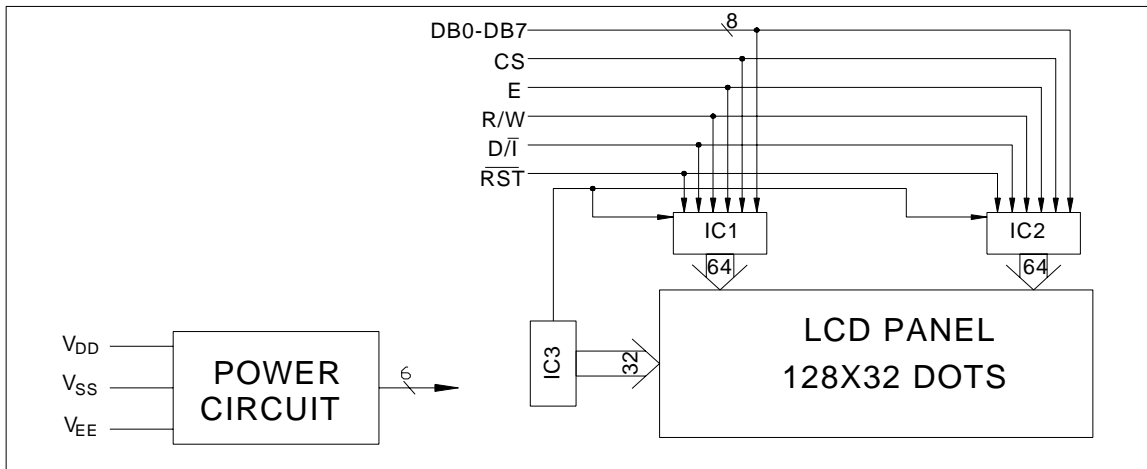 DB0-DB7
8
CS
E
R/W
D/I̅
R̅S̅T̅
IC1
IC2
64
64
LCD PANEL
128X32 DOTS
IC3
32
VDD
VSS
VEE
POWER
CIRCUIT
6